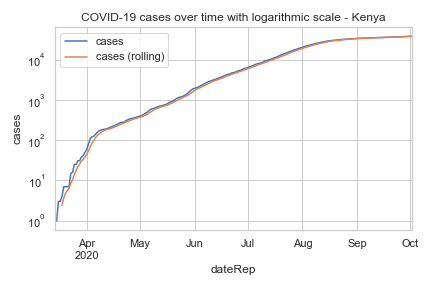 COVID-19 cases over time with logarithmic scale - Kenya
cases
cases (rolling)
10⁴
10³
10²
10¹
10⁰
cases
Apr
2020
May
Jun
Jul
Aug
Sep
Oct
dateRep